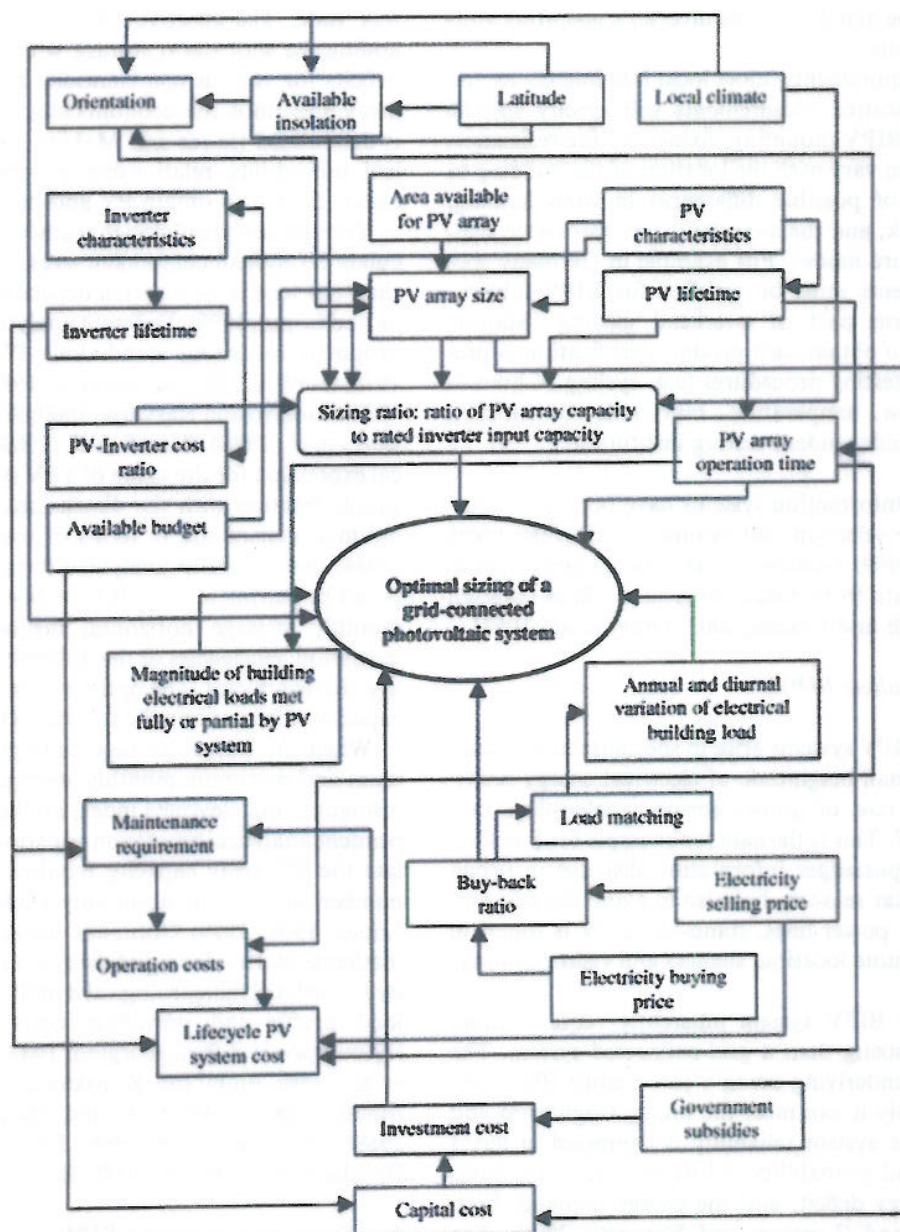 Orientation
Available
insolation
Latitude
Local climate
Inverter
characteristics
Area available
for PV array
PV
characteristics
PV array size
PV lifetime
Inverter lifetime
Sizing ratio: ratio of PV array capacity
to rated inverter input capacity
PV-Inverter cost
ratio
PV array
operation time
Available budget
Optimal sizing of a
grid-connected
photovoltaic system
Magnitude of building
electrical loads met
fully or partial by PV
system
Annual and diurnal
variation of electrical
building load
Load matching
Maintenance
requirement
Buy-back
ratio
Electricity
selling price
Operation costs
Electricity buying
price
Lifecycle PV
system cost
Investment cost
Government
subsidies
Capital cost